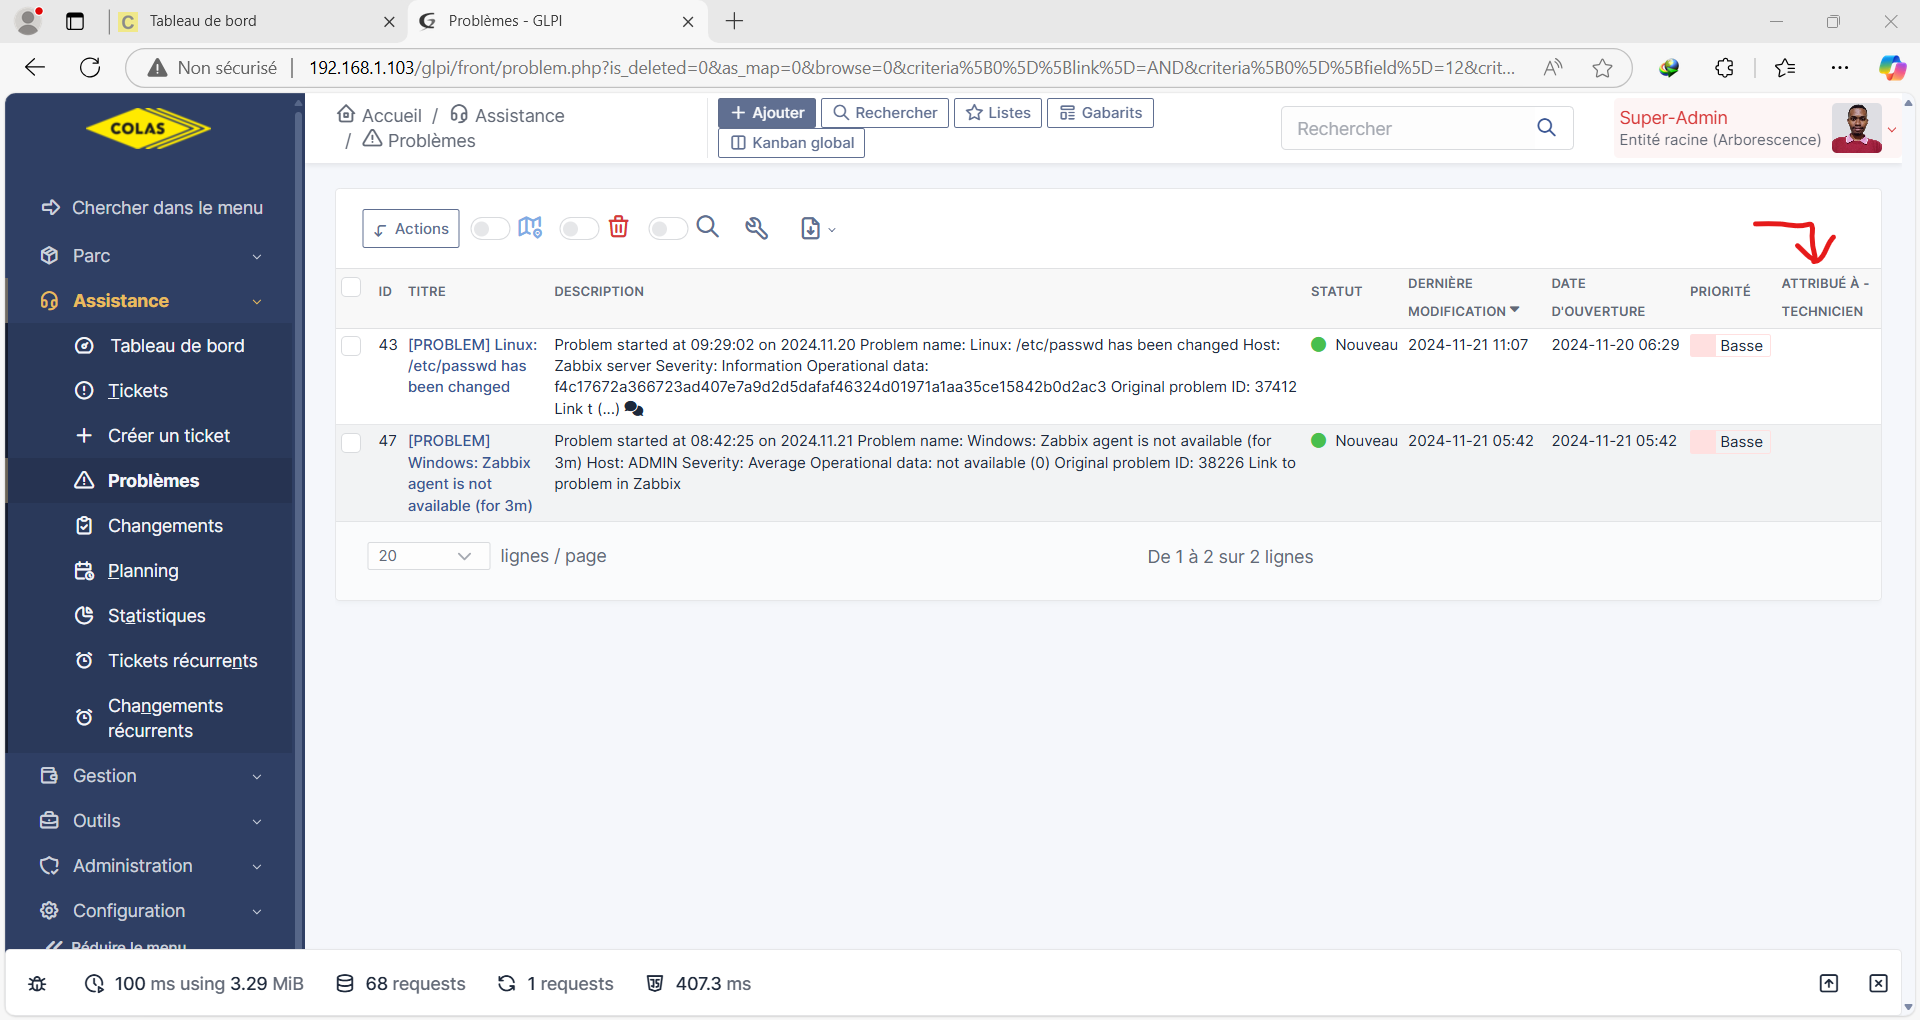 Tableau de bord
Problèmes - GLPI
Non sécurisé
192.168.1.103/glpi/front/problem.php?is_deleted=0&as_map=0&browse=0&criteria%5B0%5D%5Blink%5D=AND&criteria%5B0%5D%5Bfield%5D=12&crit...
COLAS
Chercher dans le menu
Parc
Assistance
Tableau de bord
Tickets
Créer un ticket
Problèmes
Changements
Planning
Statistiques
Tickets récurrents
Changements
récurrents
Gestion
Outils
Administration
Configuration
Réduire le menu
Accueil / Assistance
/ Problèmes
Ajouter
Rechercher
Listes
Gabarits
Kanban global
Rechercher
Super-Admin
Entité racine (Arborescence)
Actions
ID TITRE DESCRIPTION STATUT DERNIÈRE MODIFICATION DATE D'OUVERTURE PRIORITÉ ATTRIBUÉ À - TECHNICIEN
43 [PROBLEM] Linux: Problem started at 09:29:02 on 2024.11.20 Problem name: Linux: /etc/passwd has been changed Host: Nouveau 2024-11-21 11:07 2024-11-20 06:29 Basse
/etc/passwd has Zabbix server Severity: Information Operational data:
been changed f4c17672a366723ad407e7a9d2d5dafaf46324d01971a1aa35ce15842b0d2ac3 Original problem ID: 37412
Link t (...)
47 [PROBLEM] Problem started at 08:42:25 on 2024.11.21 Problem name: Windows: Zabbix agent is not available (for Nouveau 2024-11-21 05:42 2024-11-21 05:42 Basse
Windows: Zabbix 3m) Host: ADMIN Severity: Average Operational data: not available (0) Original problem ID: 38226 Link to
agent is not problem in Zabbix
available (for 3m)
20 lignes / page
De 1 à 2 sur 2 lignes
100 ms using 3.29 MiB
68 requests
1 requests
407.3 ms